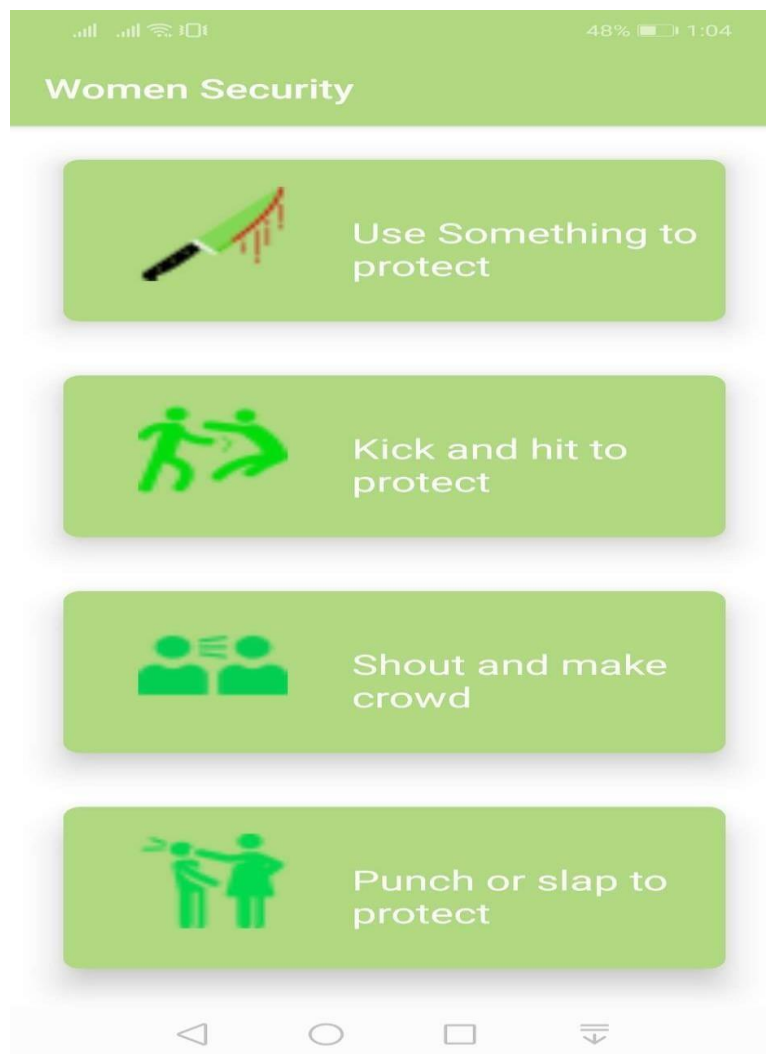 48% 1:04
Women Security
Use Something to
protect
Kick and hit to
protect
Shout and make
crowd
Punch or slap to
protect